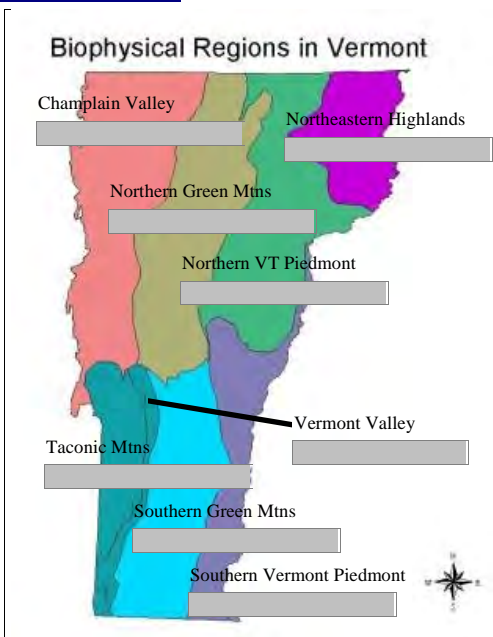 Biophysical Regions in Vermont
Champlain Valley
Northeastern Highlands
Northern Green Mtns
Northern VT Piedmont
Vermont Valley
Taconic Mtns
Southern Green Mtns
Southern Vermont Piedmont